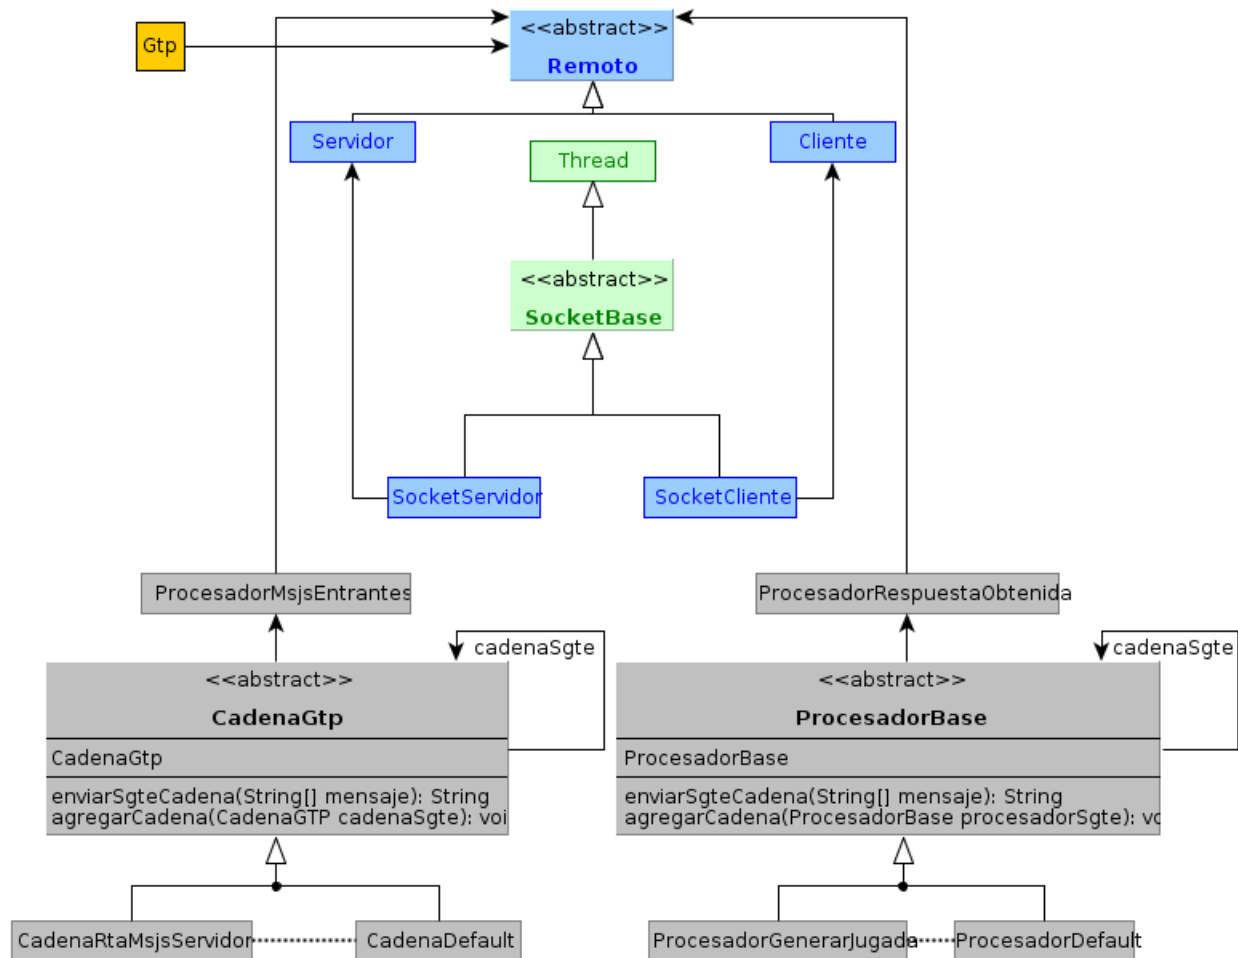 <<abstract>>
Gtp
Remoto
Servidor
Cliente
Thread
<<abstract>>
SocketBase
SocketServidor
SocketCliente
ProcesadorMsjsEntrantes
ProcesadorRespuestaObtenida
cadenaSgte
cadenaSgte
<<abstract>>
CadenaGtp
CadenaGtp
enviarSgteCadena(String[] mensaje): String
agregarCadena(CadenaGTP cadenaSgte): voi
<<abstract>>
ProcesadorBase
ProcesadorBase
enviarSgteCadena(String[] mensaje): String
agregarCadena(ProcesadorBase procesadorSgte): vo
CadenaRtaMsjsServidor
CadenaDefault
ProcesadorGenerarJugada
ProcesadorDefault